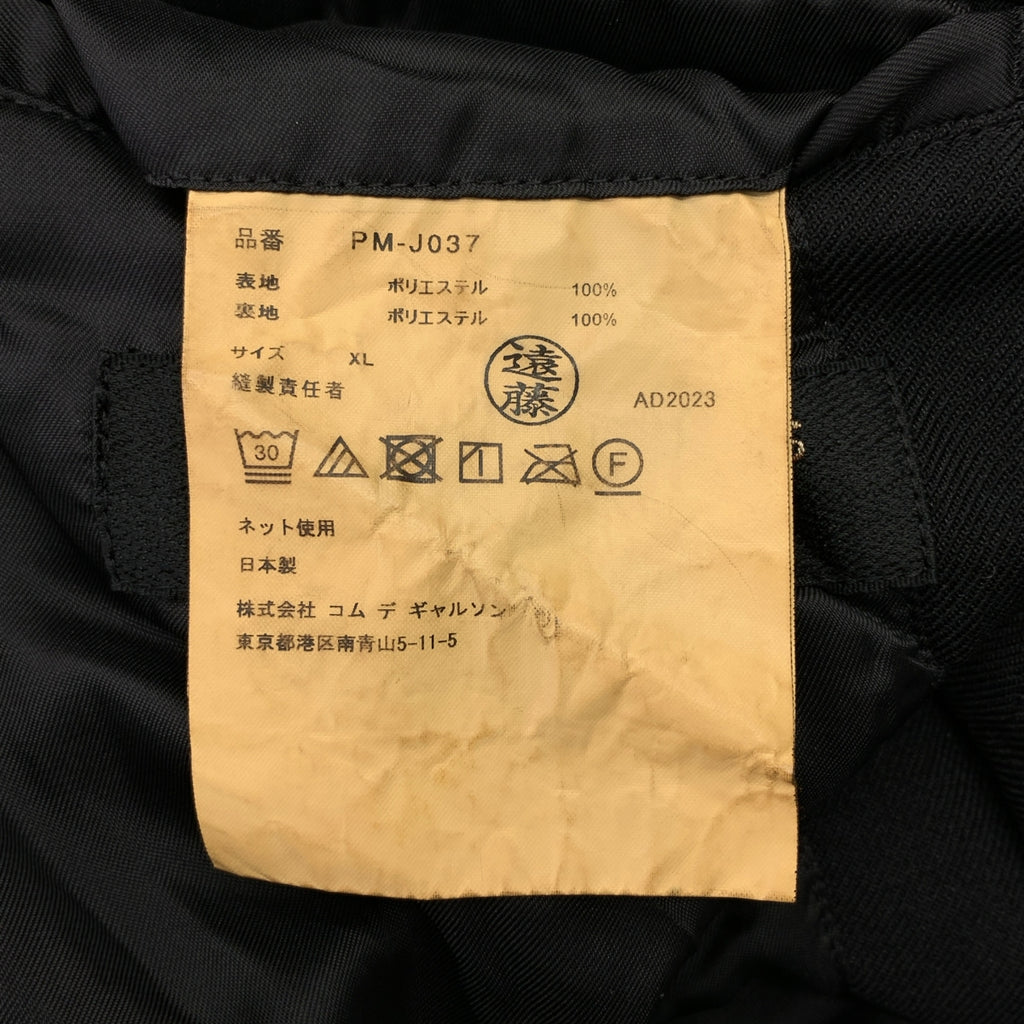 品番 PM-J037
表地 ポリエステル 100%
裏地 ポリエステル 100%
サイズ XL
縫製責任者 遠藤 AD2023
30 F
ネット使用
日本製
株式会社 コム デ ギャルソン
東京都港区南青山5-11-5